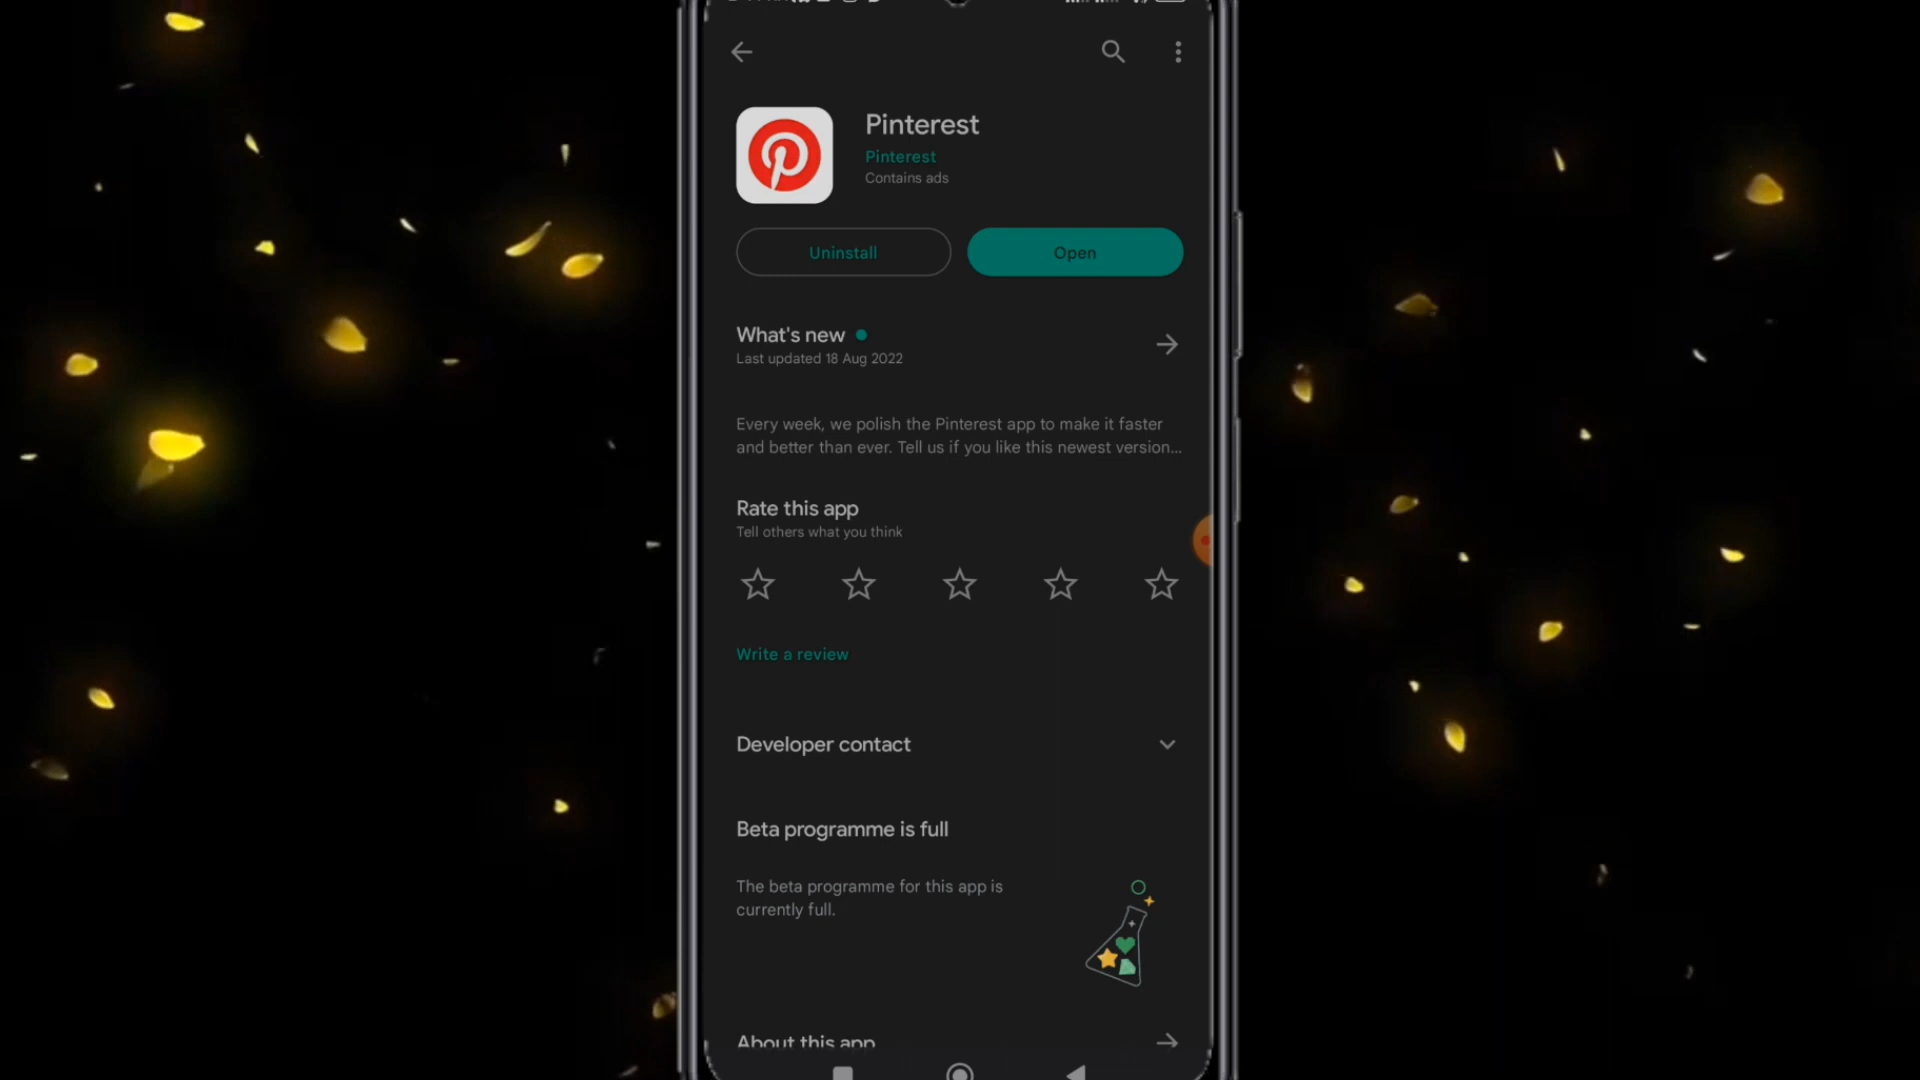 Pinterest
Pinterest
Contains ads
Uninstall
Open
What's new
Last updated 18 Aug 2022
Every week, we polish the Pinterest app to make it faster
and better than ever. Tell us if you like this newest version...
Rate this app
Tell others what you think
Write a review
Developer contact
Beta programme is full
The beta programme for this app is
currently full.
About this app